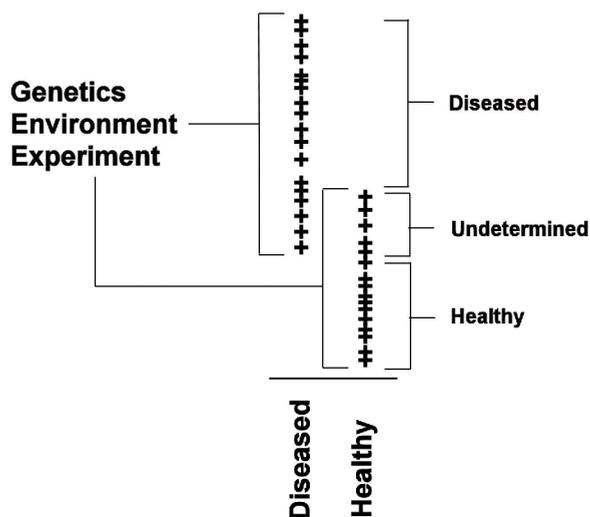 Genetics
Environment
Experiment
Diseased
Undetermined
Healthy
Diseased
Healthy